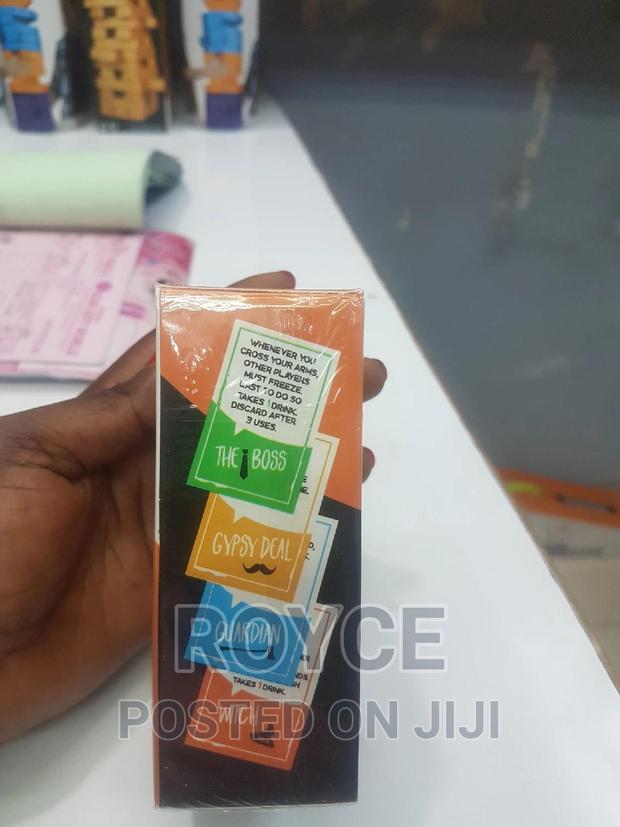 WHENEVER YOU
CROSS YOUR ARMS,
OTHER PLAYERS
MUST FREEZE.
LAST TO DO SO
TAKES 1 DRINK.
DISCARD AFTER
3 USES.
THE BOSS
GYPSY DEAL
GUARDIAN
TAKES 1 DRINK.
WITCH
ROYCE
POSTED ON JIJI